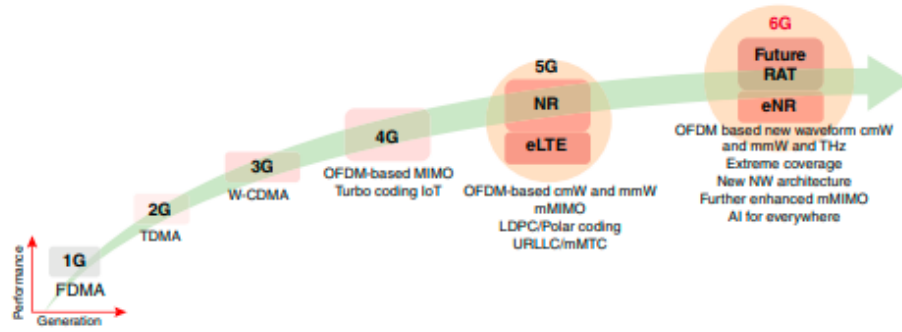 6G
Future
RAT
eNR
OFDM based new waveform cmW
and mmW and THz
Extreme coverage
New NW architecture
Further enhanced mMIMO
AI for everywhere
5G
NR
eLTE
OFDM-based cmW and mmW
mMIMO
LDPC/Polar coding
URLLC/mMTC
4G
OFDM-based MIMO
Turbo coding IoT
3G
W-CDMA
2G
TDMA
1G
FDMA
Performance
Generation